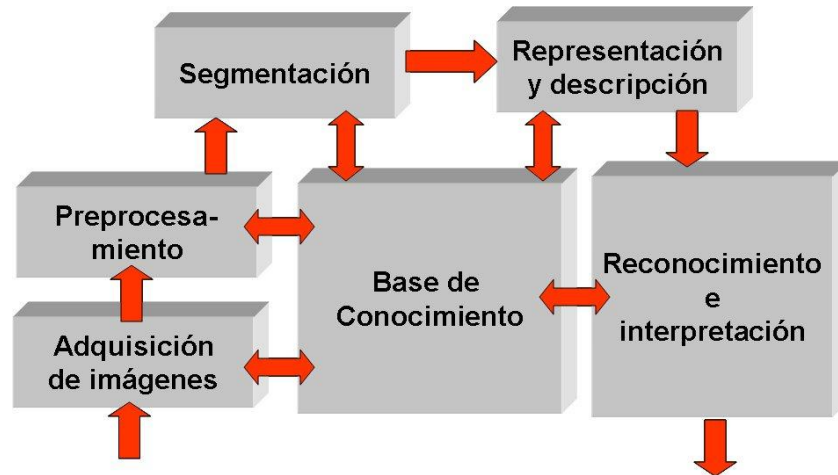 Segmentación
Representación
y descripción
Preprocesa-
miento
Base de
Conocimiento
Reconocimiento
e
interpretación
Adquisición
de imágenes